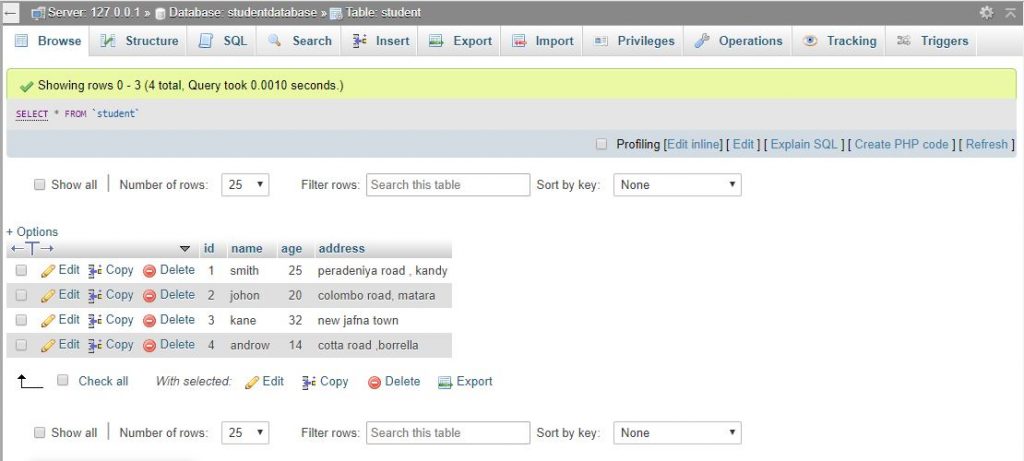 Server: 127.0.0.1 » Database: studentdatabase » Table: student
Browse Structure SQL Search Insert Export Import Privileges Operations Tracking Triggers
Showing rows 0 - 3 (4 total, Query took 0.0010 seconds.)
SELECT * FROM `student`
Profiling [Edit inline] [ Edit ] [ Explain SQL ] [ Create PHP code ] [ Refresh ]
Show all | Number of rows: 25 Filter rows: Search this table Sort by key: None
+ Options
←T→ id name age address
Edit Copy Delete 1 smith 25 peradeniya road , kandy
Edit Copy Delete 2 johon 20 colombo road, matara
Edit Copy Delete 3 kane 32 new jafna town
Edit Copy Delete 4 androw 14 cotta road ,borrella
Check all With selected: Edit Copy Delete Export
Show all | Number of rows: 25 Filter rows: Search this table Sort by key: None